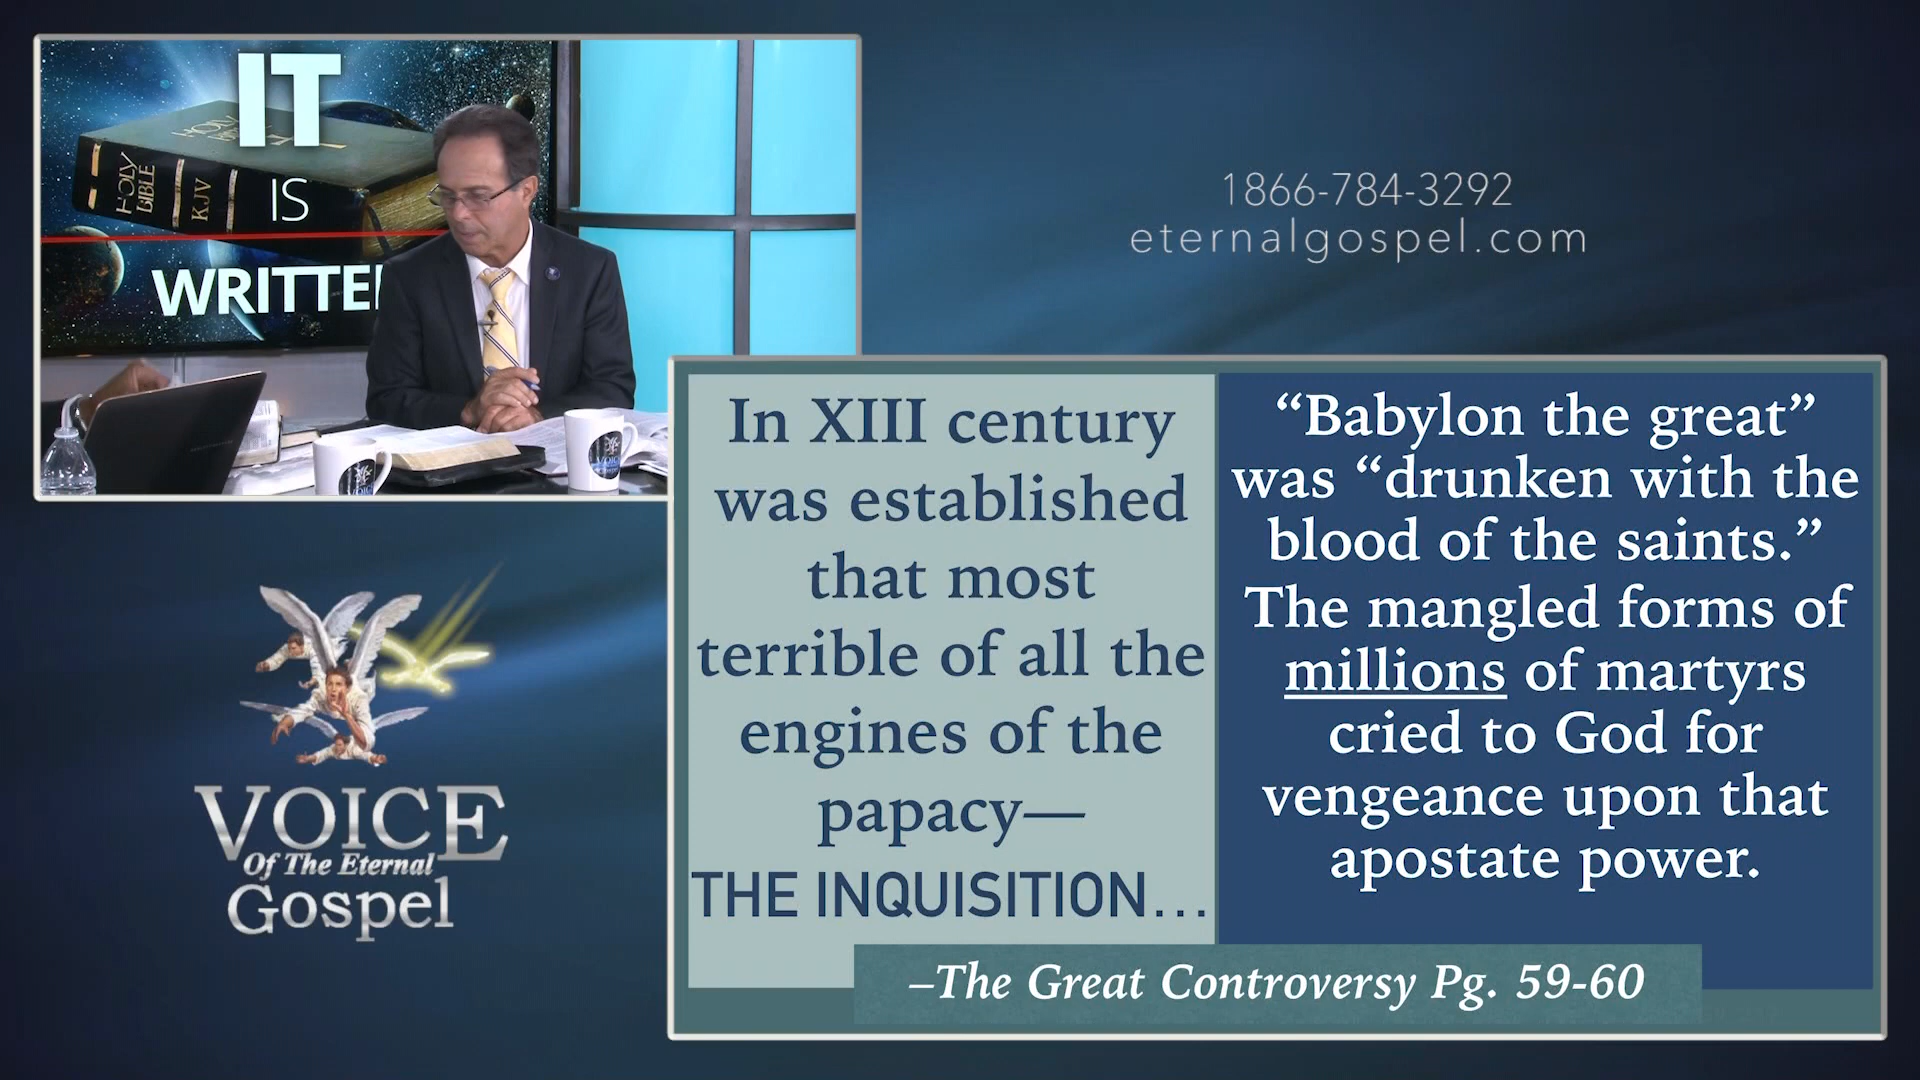 IT
IS
WRITTE
HOLY
BIBLE
KJV
1866-784-3292
eternalgospel.com
In XIII century
was established
that most
terrible of all the
engines of the
papacy—
THE INQUISITION...
“Babylon the great”
was “drunken with the
blood of the saints.”
The mangled forms of
millions of martyrs
cried to God for
vengeance upon that
apostate power.
–The Great Controversy Pg. 59-60
VOICE
Of The Eternal
Gospel